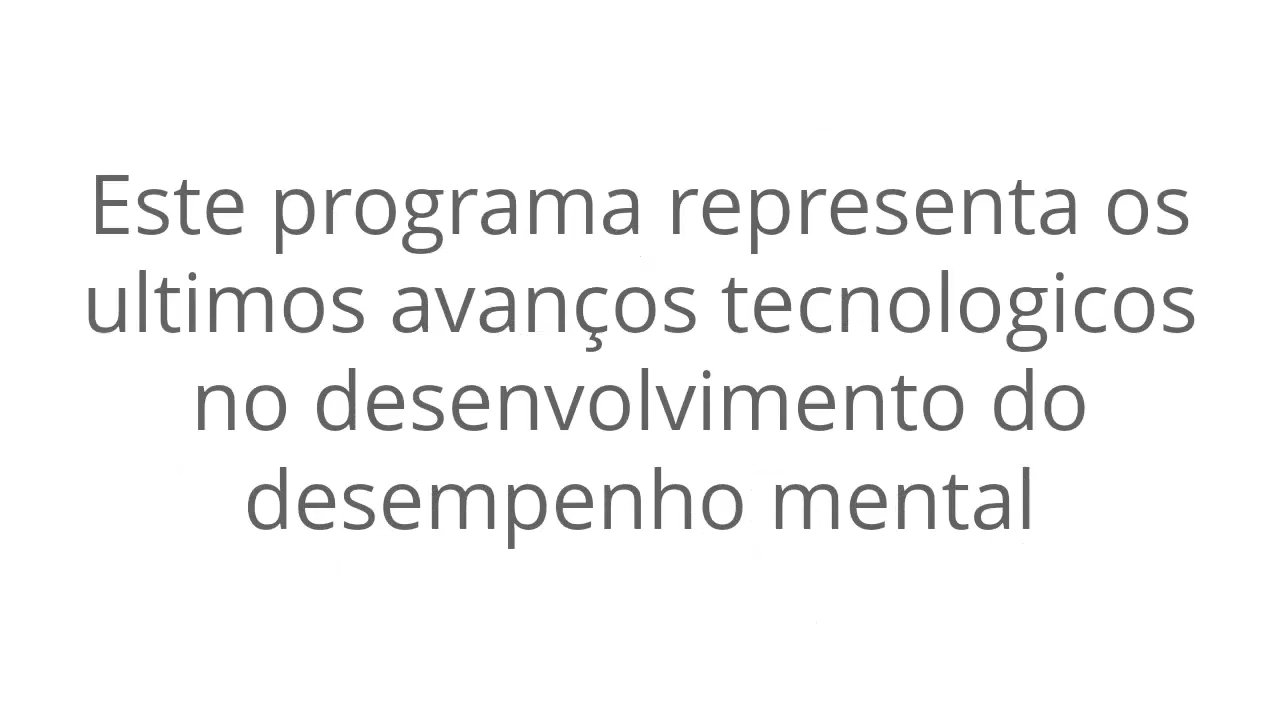 Este programa representa os
ultimos avanços tecnologicos
no desenvolvimento do
desempenho mental